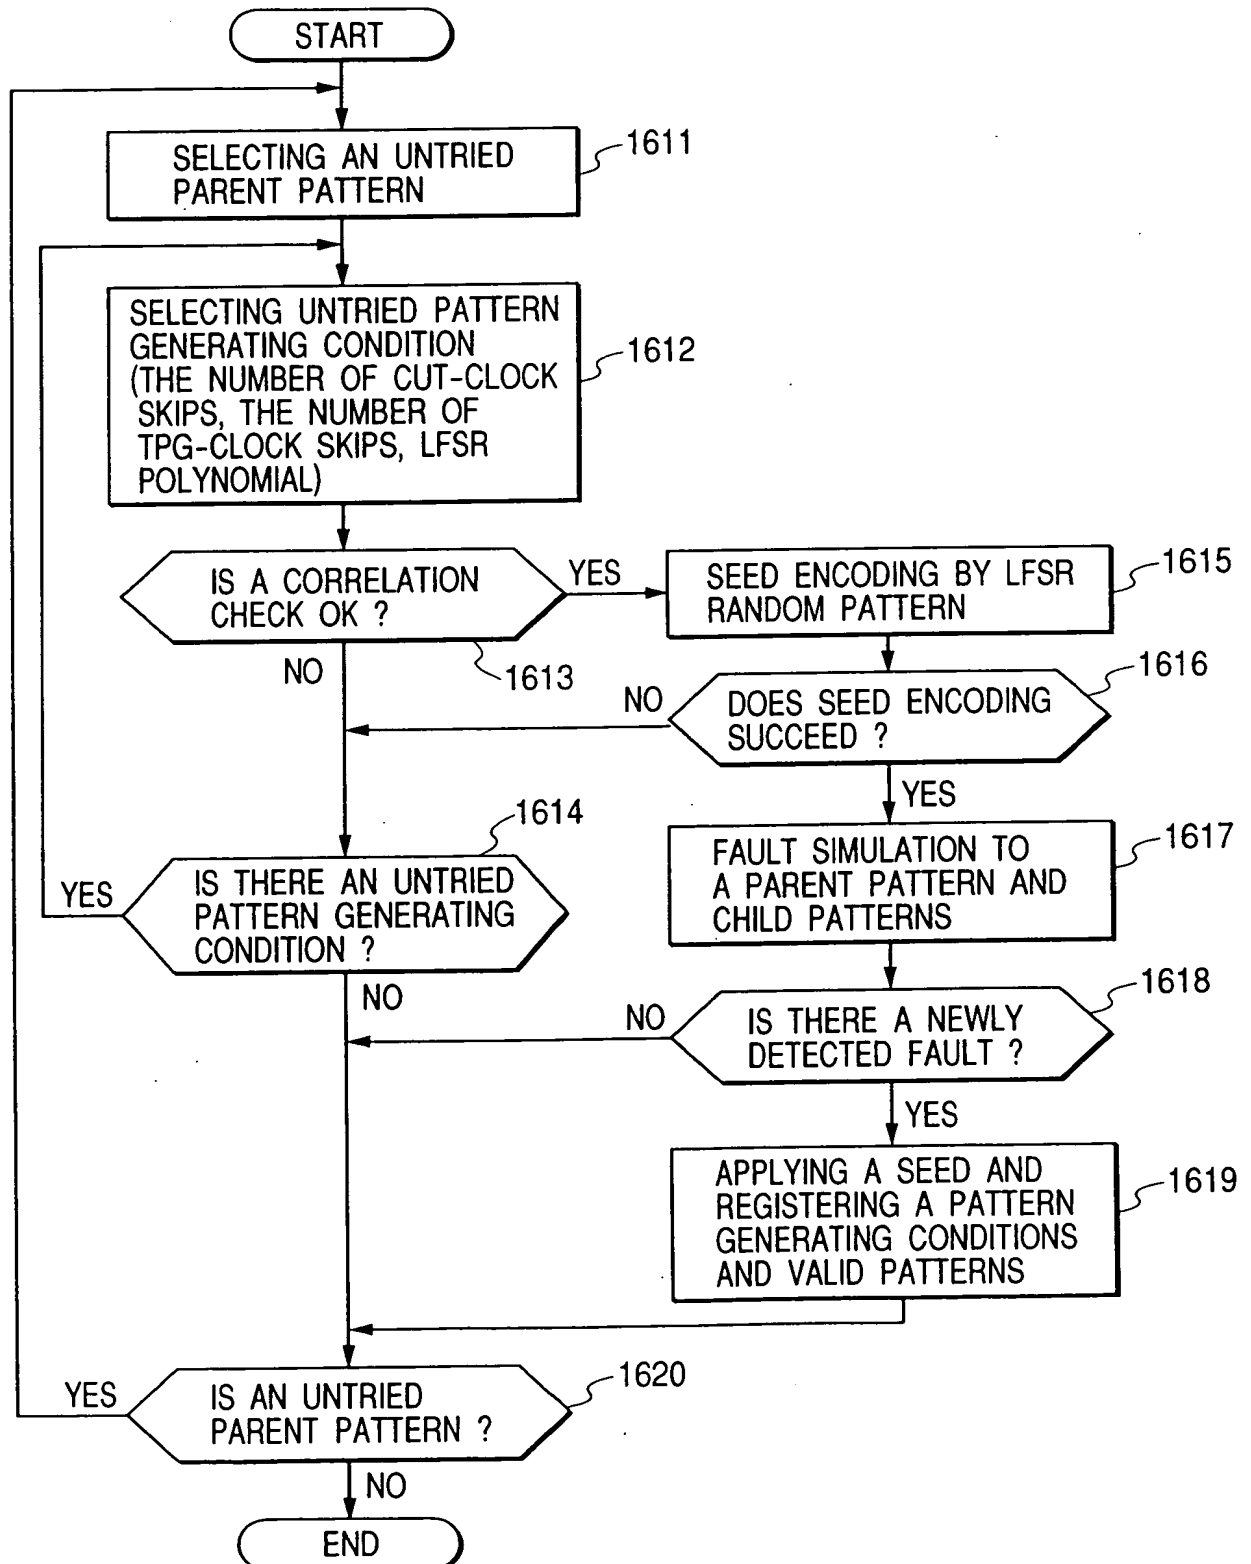 START
SELECTING AN UNTRIED
PARENT PATTERN
1611
SELECTING UNTRIED PATTERN
GENERATING CONDITION
(THE NUMBER OF CUT-CLOCK
SKIPS, THE NUMBER OF
TPG-CLOCK SKIPS, LFSR
POLYNOMIAL)
1612
IS A CORRELATION
CHECK OK ?
YES
NO
1613
SEED ENCODING BY LFSR
RANDOM PATTERN
1615
DOES SEED ENCODING
SUCCEED ?
1616
NO
YES
IS THERE AN UNTRIED
PATTERN GENERATING
CONDITION ?
1614
YES
NO
FAULT SIMULATION TO
A PARENT PATTERN AND
CHILD PATTERNS
1617
IS THERE A NEWLY
DETECTED FAULT ?
1618
NO
YES
APPLYING A SEED AND
REGISTERING A PATTERN
GENERATING CONDITIONS
AND VALID PATTERNS
1619
IS AN UNTRIED
PARENT PATTERN ?
1620
YES
NO
END